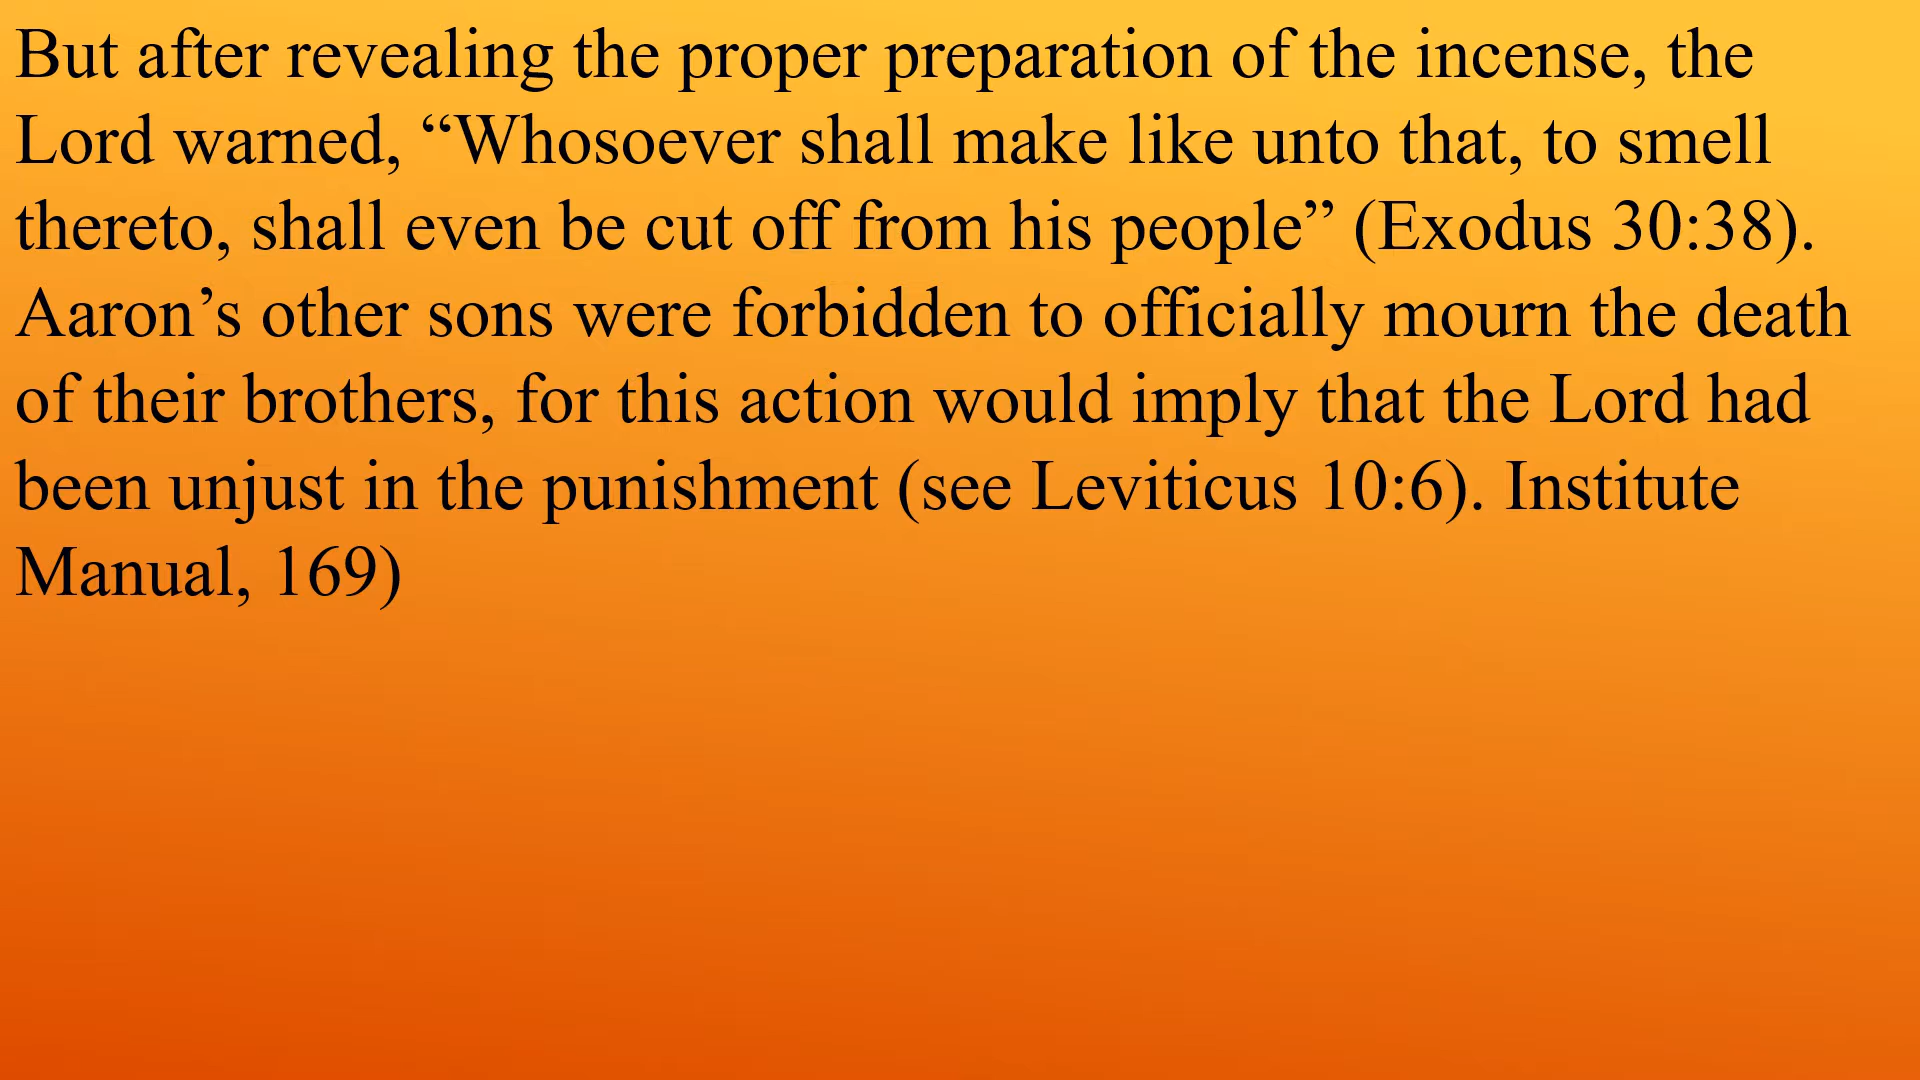 But after revealing the proper preparation of the incense, the
Lord warned, “Whosoever shall make like unto that, to smell
thereto, shall even be cut off from his people” (Exodus 30:38).
Aaron’s other sons were forbidden to officially mourn the death
of their brothers, for this action would imply that the Lord had
been unjust in the punishment (see Leviticus 10:6). Institute
Manual, 169)